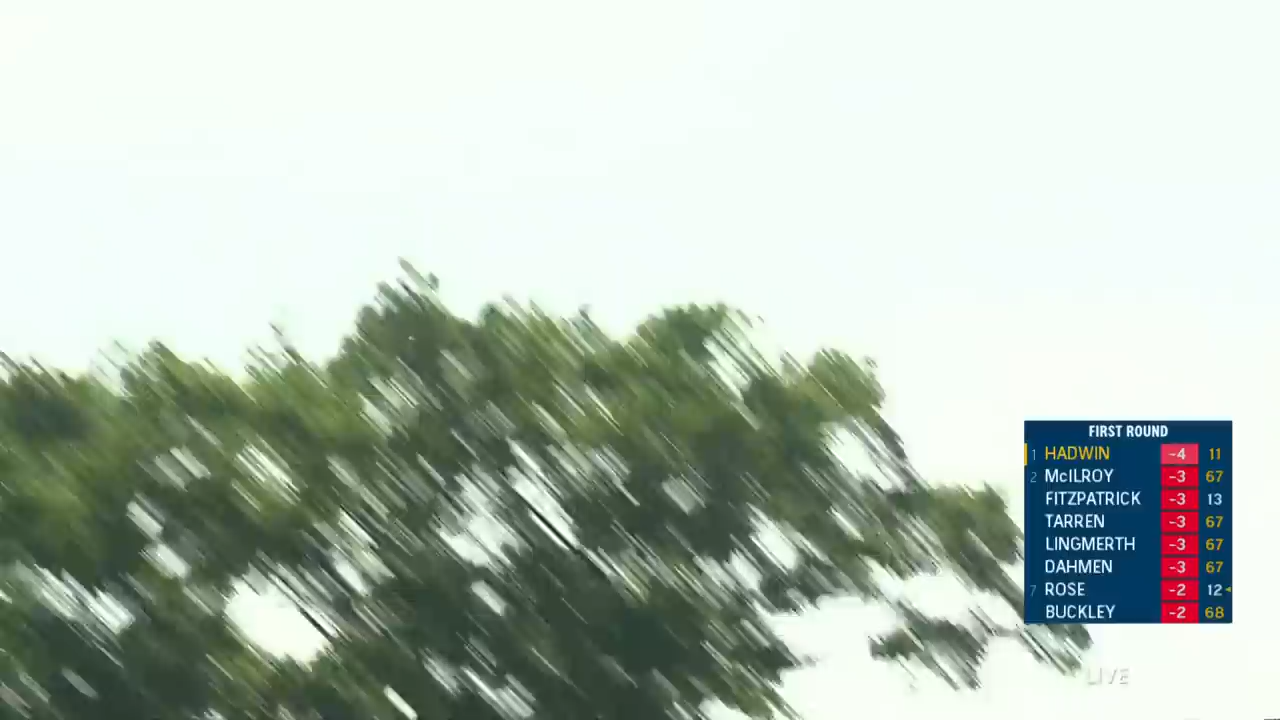 FIRST ROUND
1 HADWIN -4 11
2 McILROY -3 67
FITZPATRICK -3 13
TARREN -3 67
LINGMERTH -3 67
DAHMEN -3 67
7 ROSE -2 12
BUCKLEY -2 68
LIVE